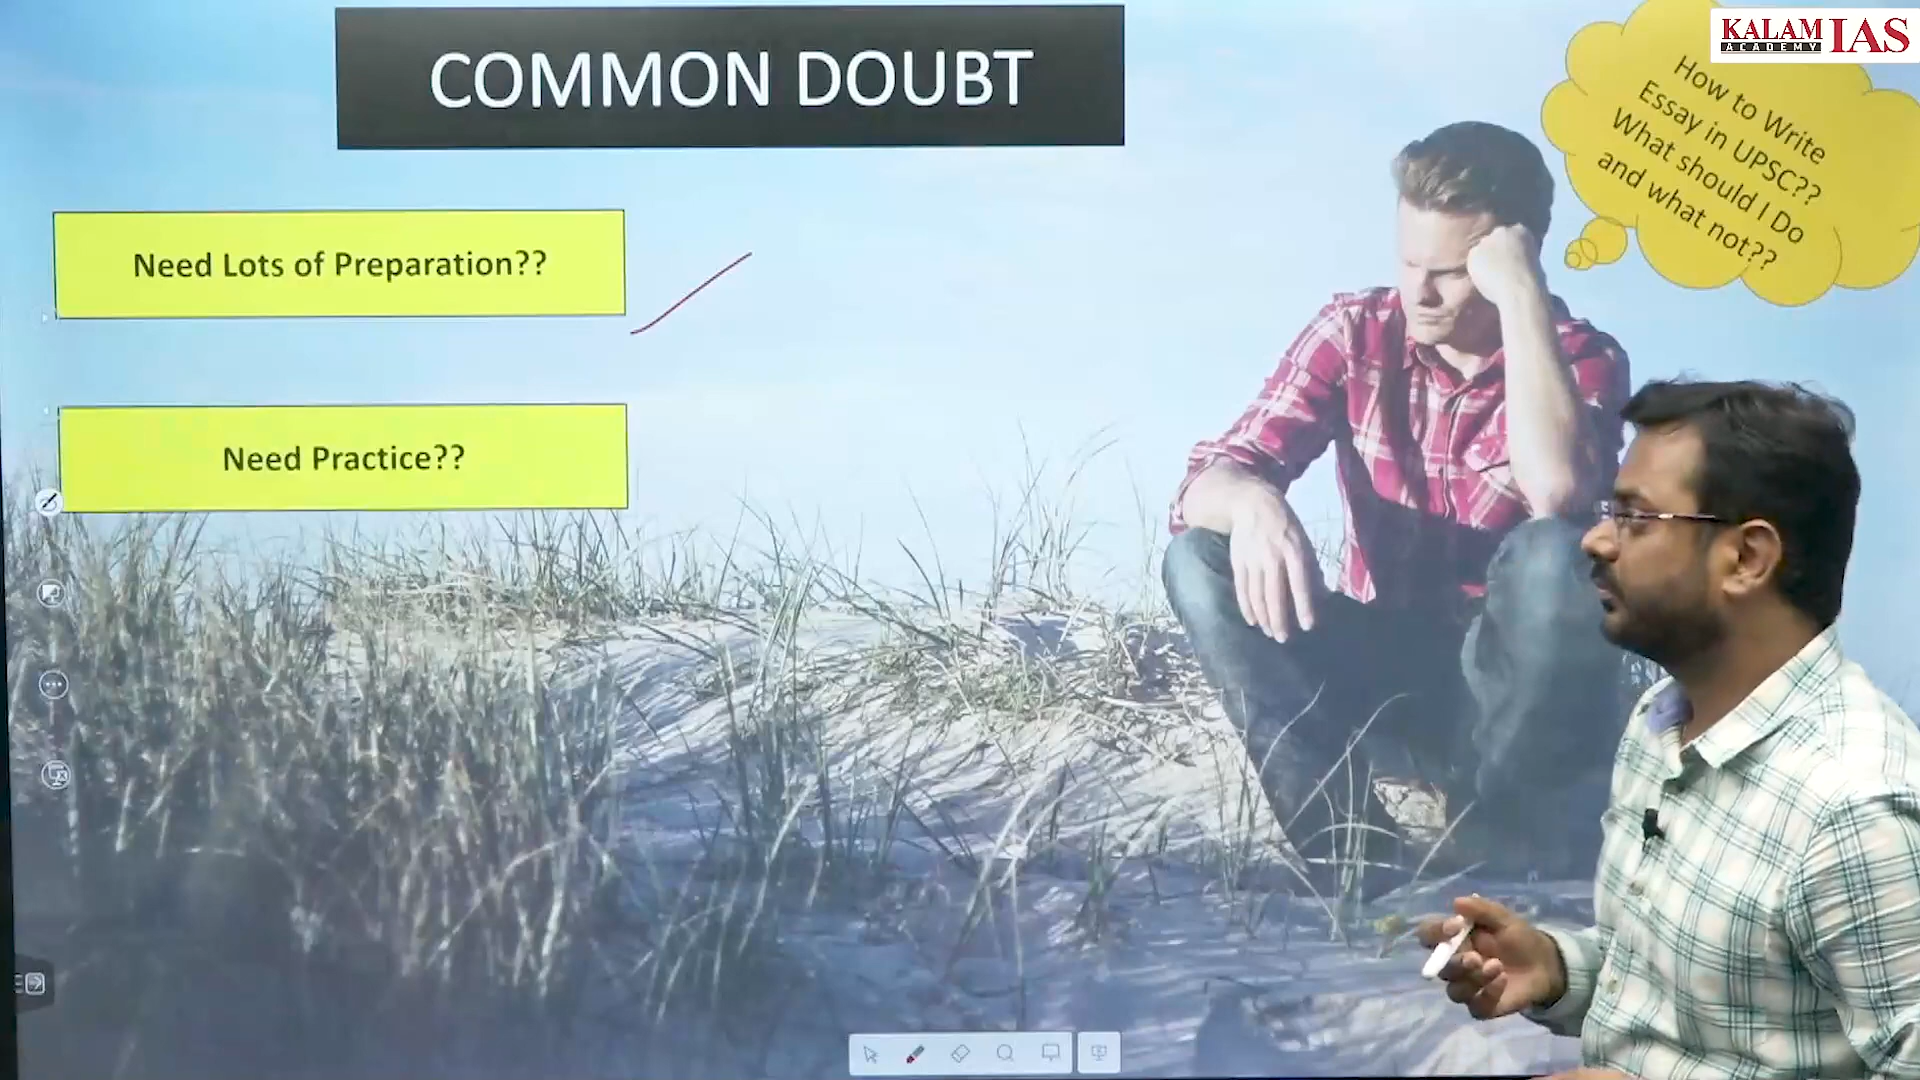 COMMON DOUBT
KALAM IAS
ACADEMY
How to Write
Essay in UPSC??
What should I Do
and what not??
Need Lots of Preparation??
Need Practice??